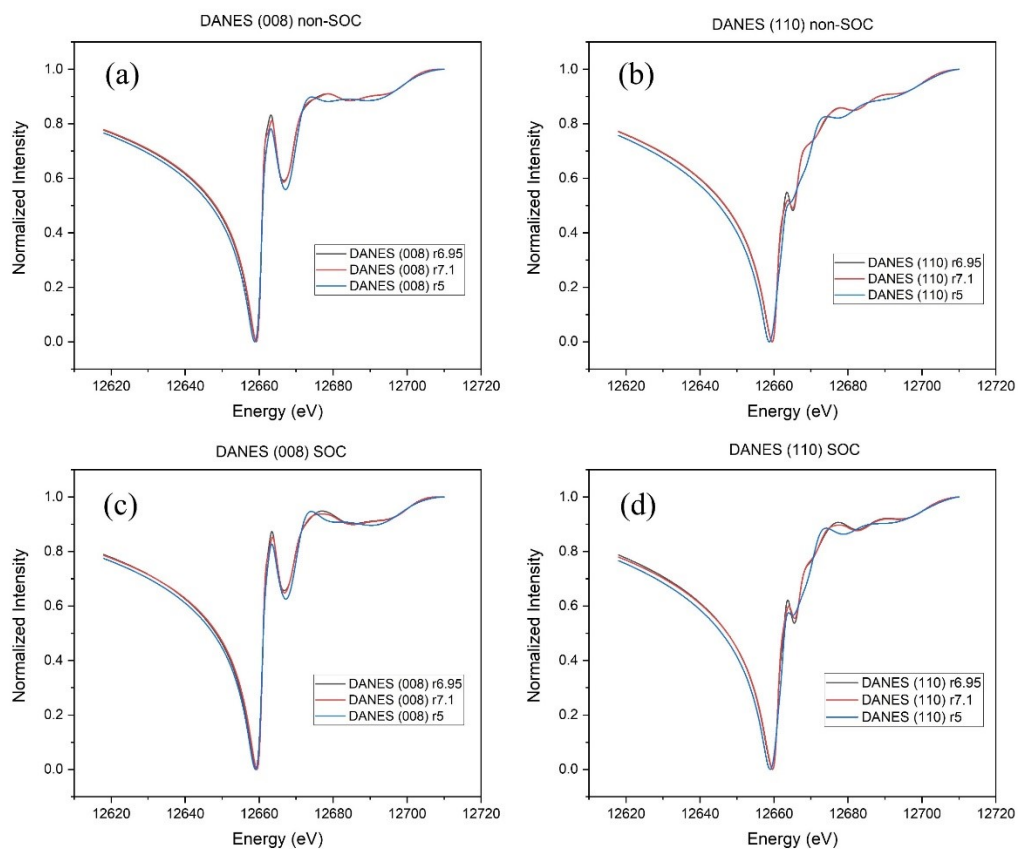 DANES (008) non-SOC
(a)
1.0
0.8
0.6
0.4
0.2
0.0
Normalized Intensity
DANES (008) r6.95
DANES (008) r7.1
DANES (008) r5
12620 12640 12660 12680 12700 12720
Energy (eV)
DANES (110) non-SOC
(b)
1.0
0.8
0.6
0.4
0.2
0.0
Normalized Intensity
DANES (110) r6.95
DANES (110) r7.1
DANES (110) r5
12620 12640 12660 12680 12700 12720
Energy (eV)
DANES (008) SOC
(c)
1.0
0.8
0.6
0.4
0.2
0.0
Normalized Intensity
DANES (008) r6.95
DANES (008) r7.1
DANES (008) r5
12620 12640 12660 12680 12700 12720
Energy (eV)
DANES (110) SOC
(d)
1.0
0.8
0.6
0.4
0.2
0.0
Normalized Intensity
DANES (110) r6.95
DANES (110) r7.1
DANES (110) r5
12620 12640 12660 12680 12700 12720
Energy (eV)